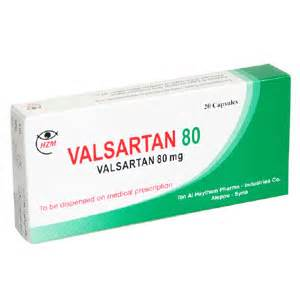 20 Capsules
HZM
VALSARTAN 80
VALSARTAN 80 mg
To be dispensed on medical prescription
Ibn Al Haythem Pharma - Industries Co.
Aleppo - Syria